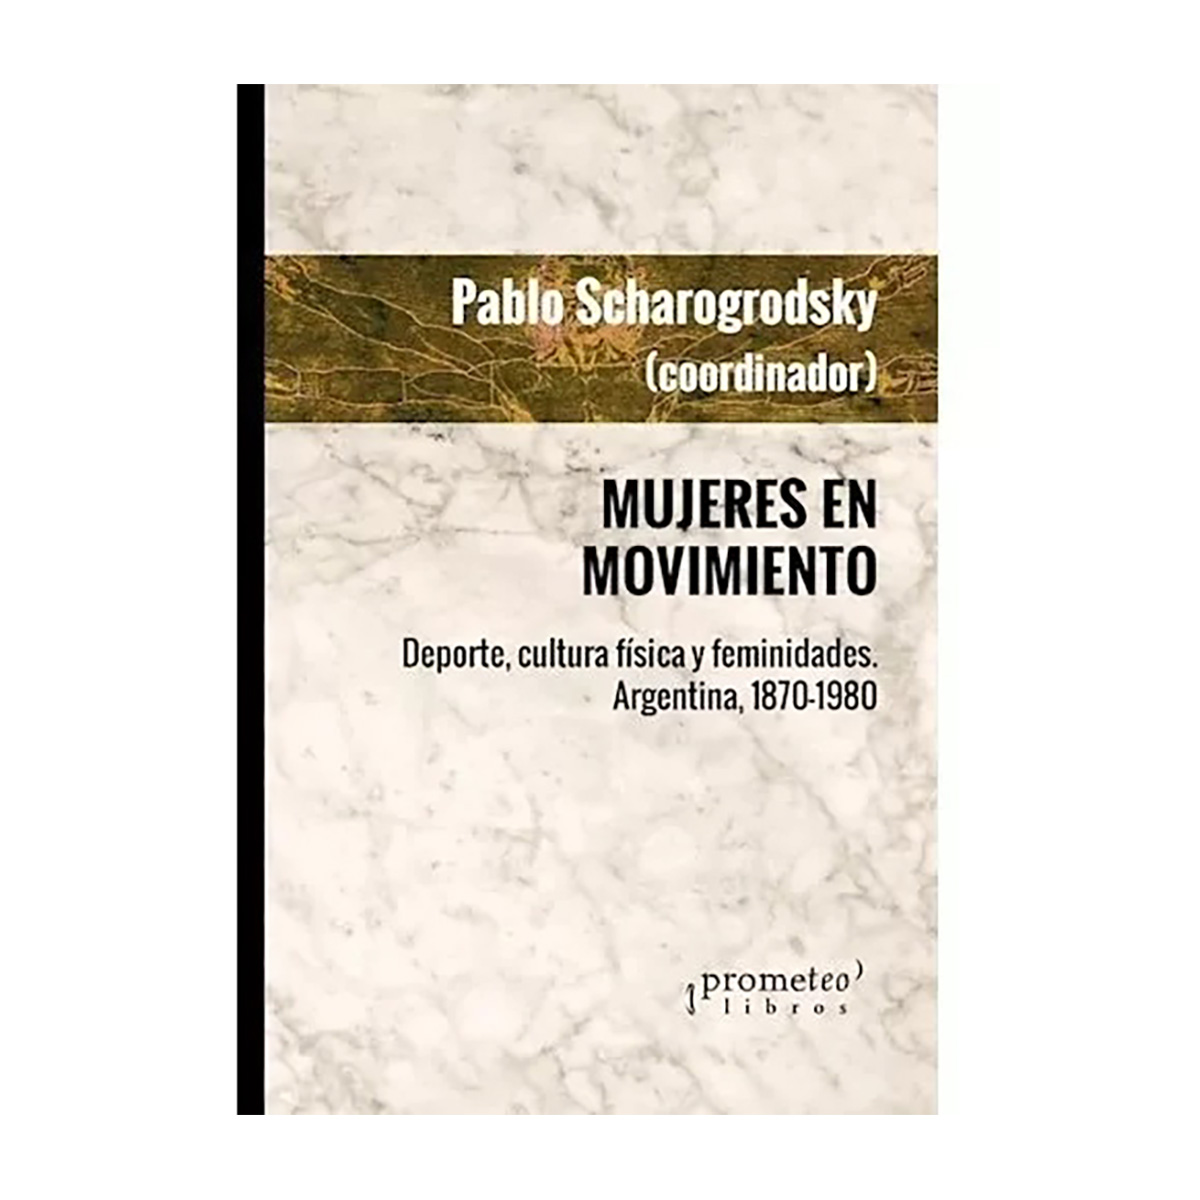 Pablo Scharogrodsky
(coordinador)
MUJERES EN
MOVIMIENTO
Deporte, cultura física y feminidades.
Argentina, 1870-1980
prometeo
libros